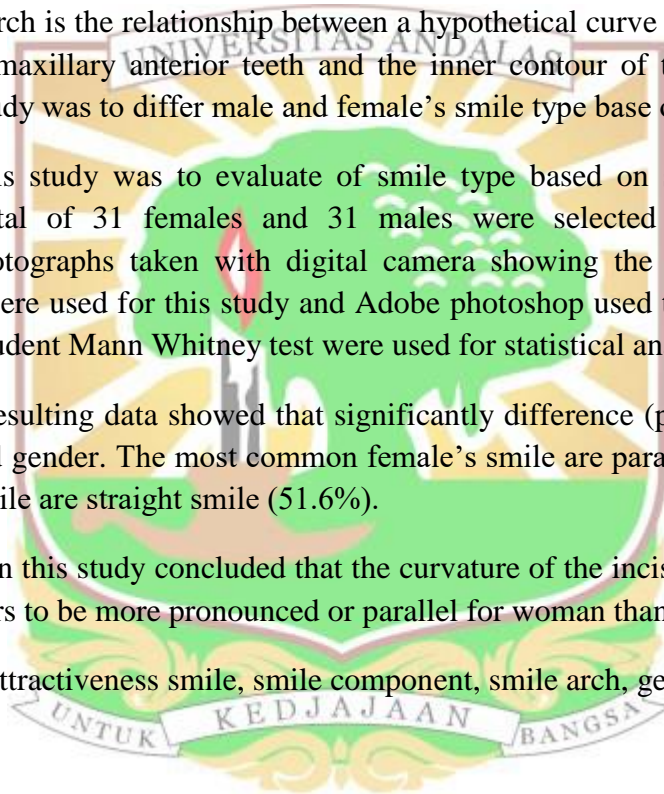 rch is the relationship between a hypothetical curve
UNIVERSITAS ANDALAS
maxillary anterior teeth and the inner contour of t
udy was to differ male and female's smile type base
is study was to evaluate of smile type based on
tal of 31 females and 31 males were selected
otographs taken with digital camera showing the
ere used for this study and Adobe photoshop used t
udent Mann Whitney test were used for statistical an
esulting data showed that significantly difference (p
l gender. The most common female's smile are para
ile are straight smile (51.6%).
n this study concluded that the curvature of the incis
rs to be more pronounced or parallel for woman than
ttractiveness smile, smile component, smile arch, ge
UNTUK KEDJAJAAN BANGSA